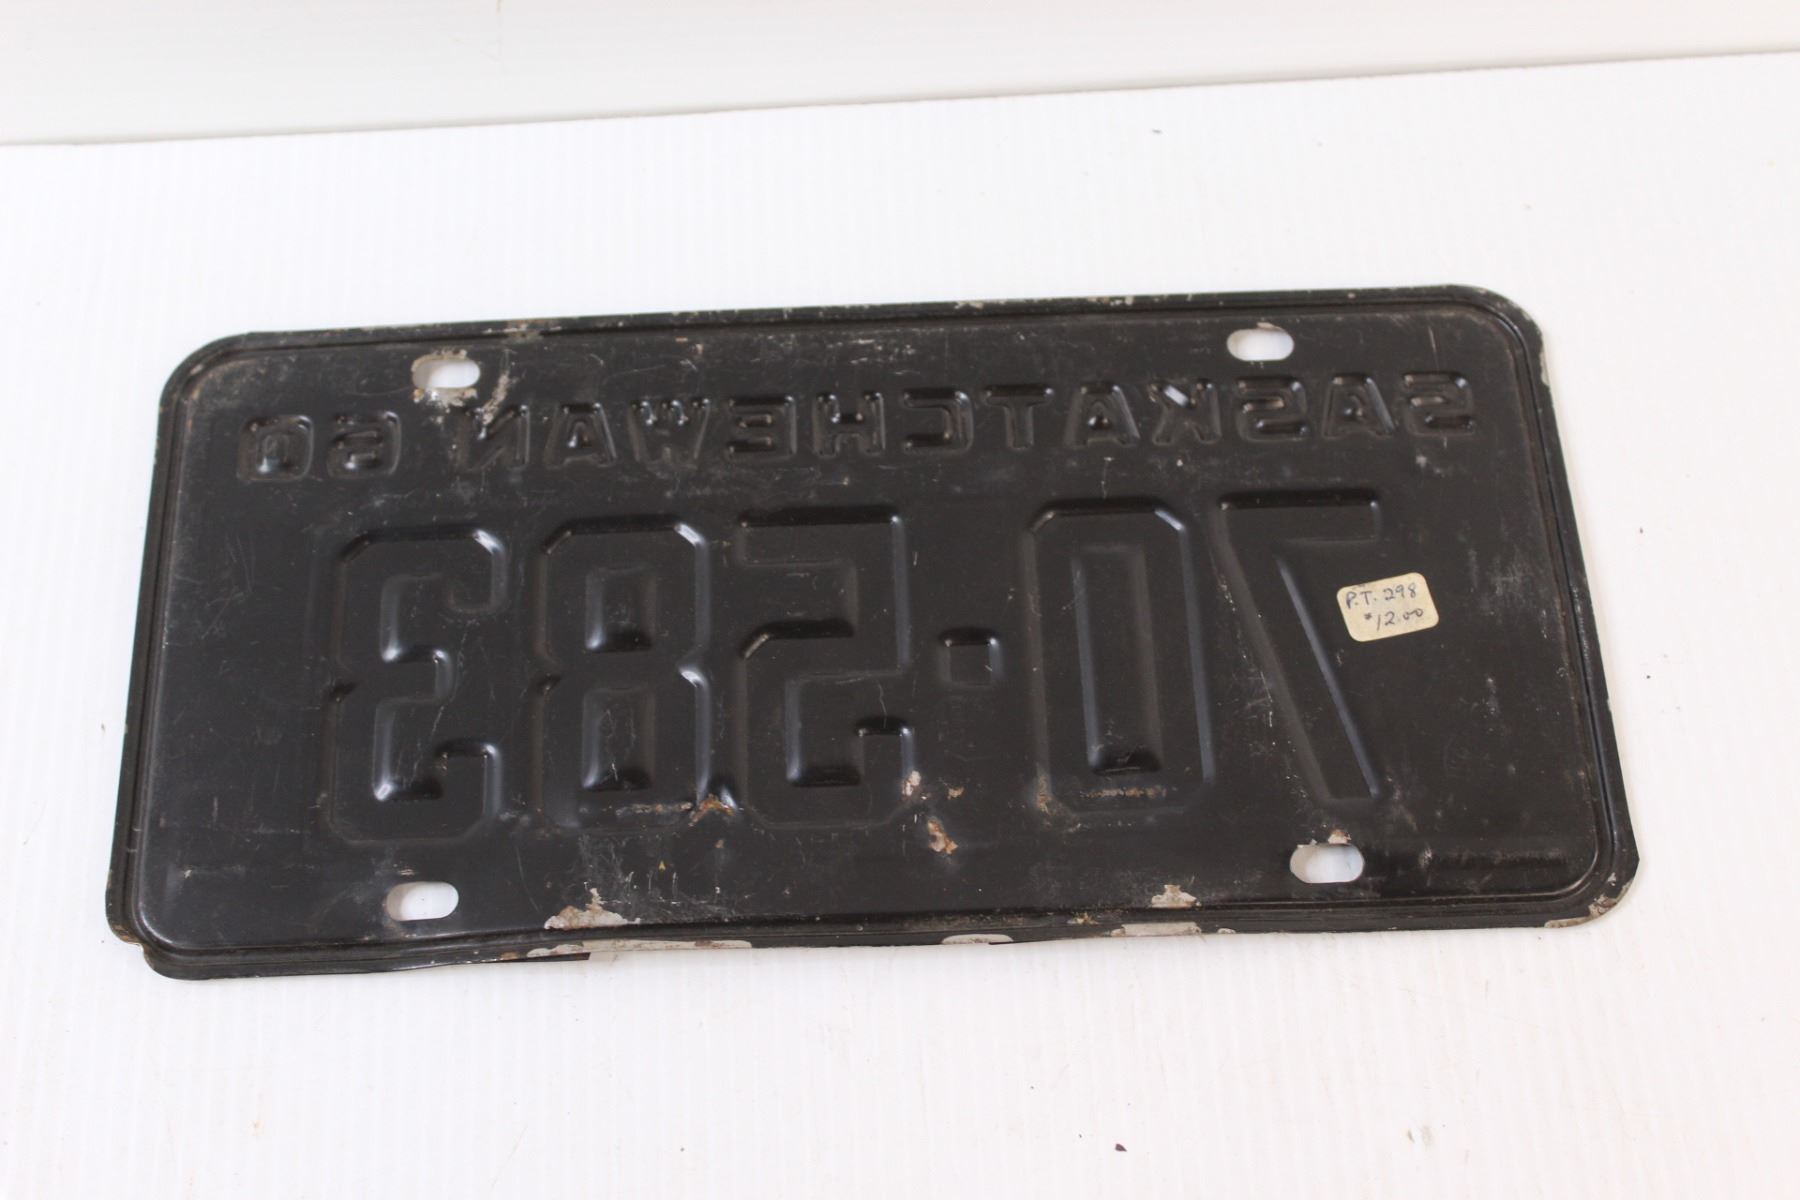 SASKATCHEWAN 60
70·583
P.T. 298
$12.00